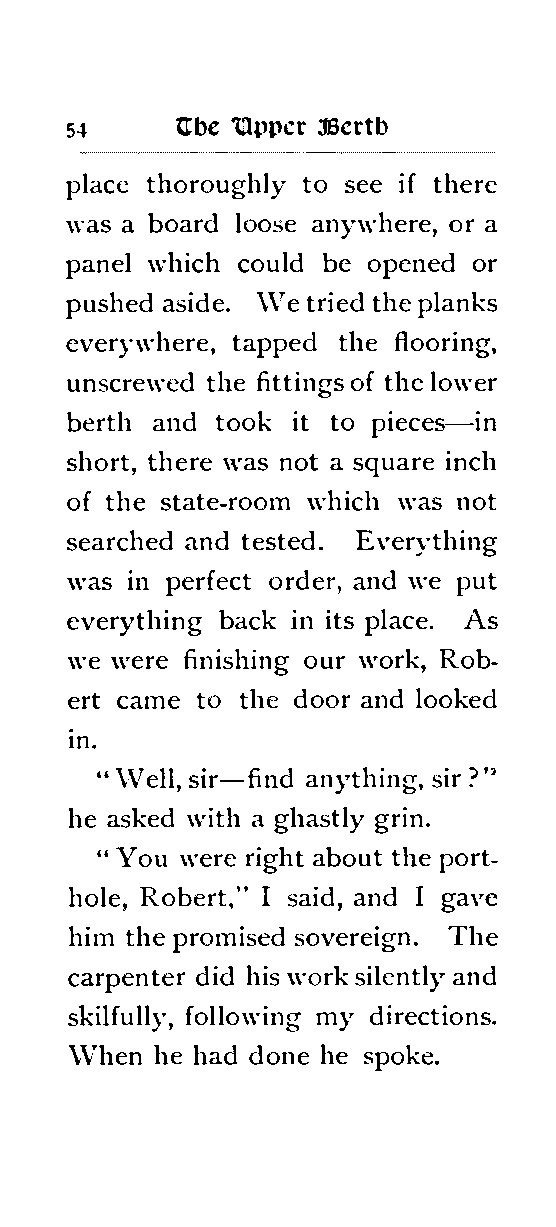 54 The Upper Berth
place thoroughly to see if there
was a board loose anywhere, or a
panel which could be opened or
pushed aside. We tried the planks
everywhere, tapped the flooring,
unscrewed the fittings of the lower
berth and took it to pieces—in
short, there was not a square inch
of the state-room which was not
searched and tested. Everything
was in perfect order, and we put
everything back in its place. As
we were finishing our work, Rob-
ert came to the door and looked
in.
"Well, sir—find anything, sir?"
he asked with a ghastly grin.
"You were right about the port-
hole, Robert," I said, and I gave
him the promised sovereign. The
carpenter did his work silently and
skilfully, following my directions.
When he had done he spoke.